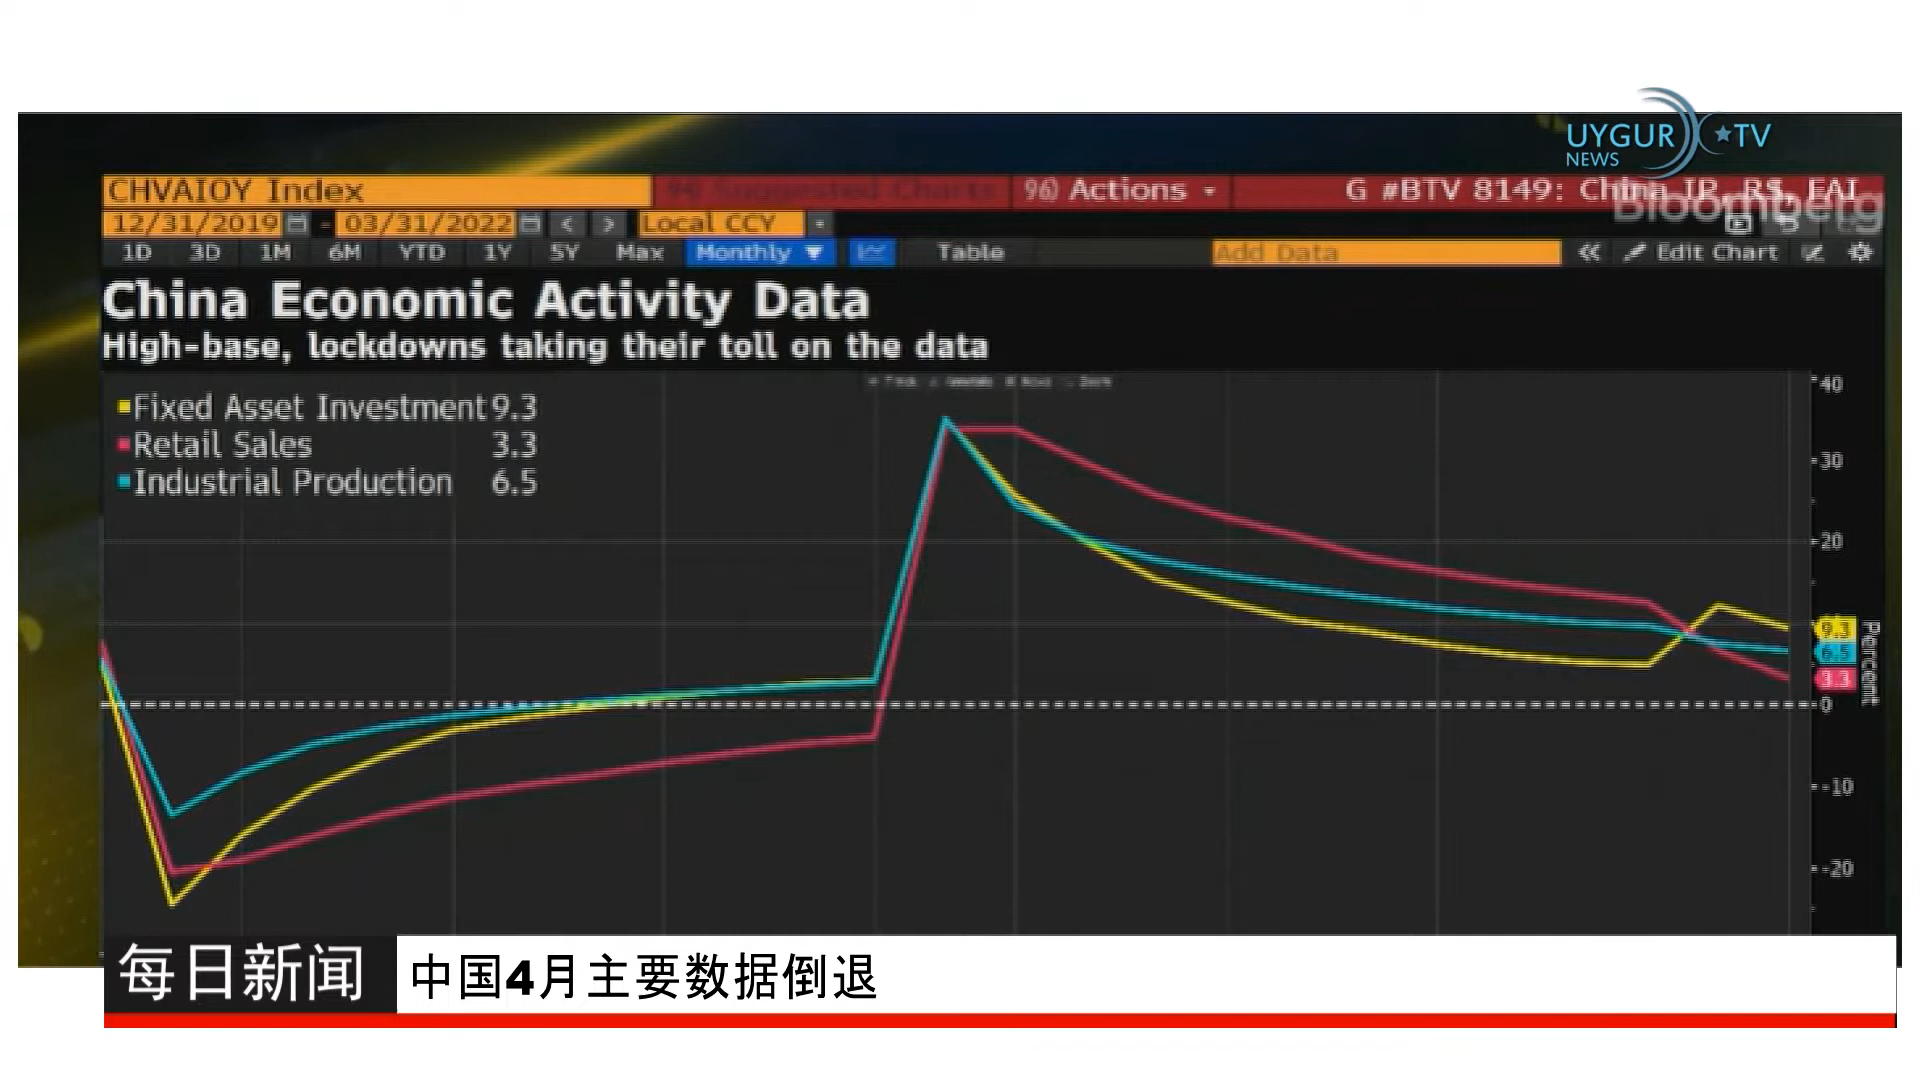 UYGUR TV
NEWS
CHVAIOY Index
96) Actions
G #BTV 8149: China IP, RS, FAI
Bloomberg
12/31/2019 - 03/31/2022 < > Local CCY
1D 3D 1M 6M YTD 1Y 5Y Max Monthly Table Add Data « Edit Chart
China Economic Activity Data
High-base, lockdowns taking their toll on the data
Fixed Asset Investment 9.3
Retail Sales 3.3
Industrial Production 6.5
40
30
20
9.3
6.5
3.3
0
-10
-20
Percent
每日新闻
中国4月主要数据倒退